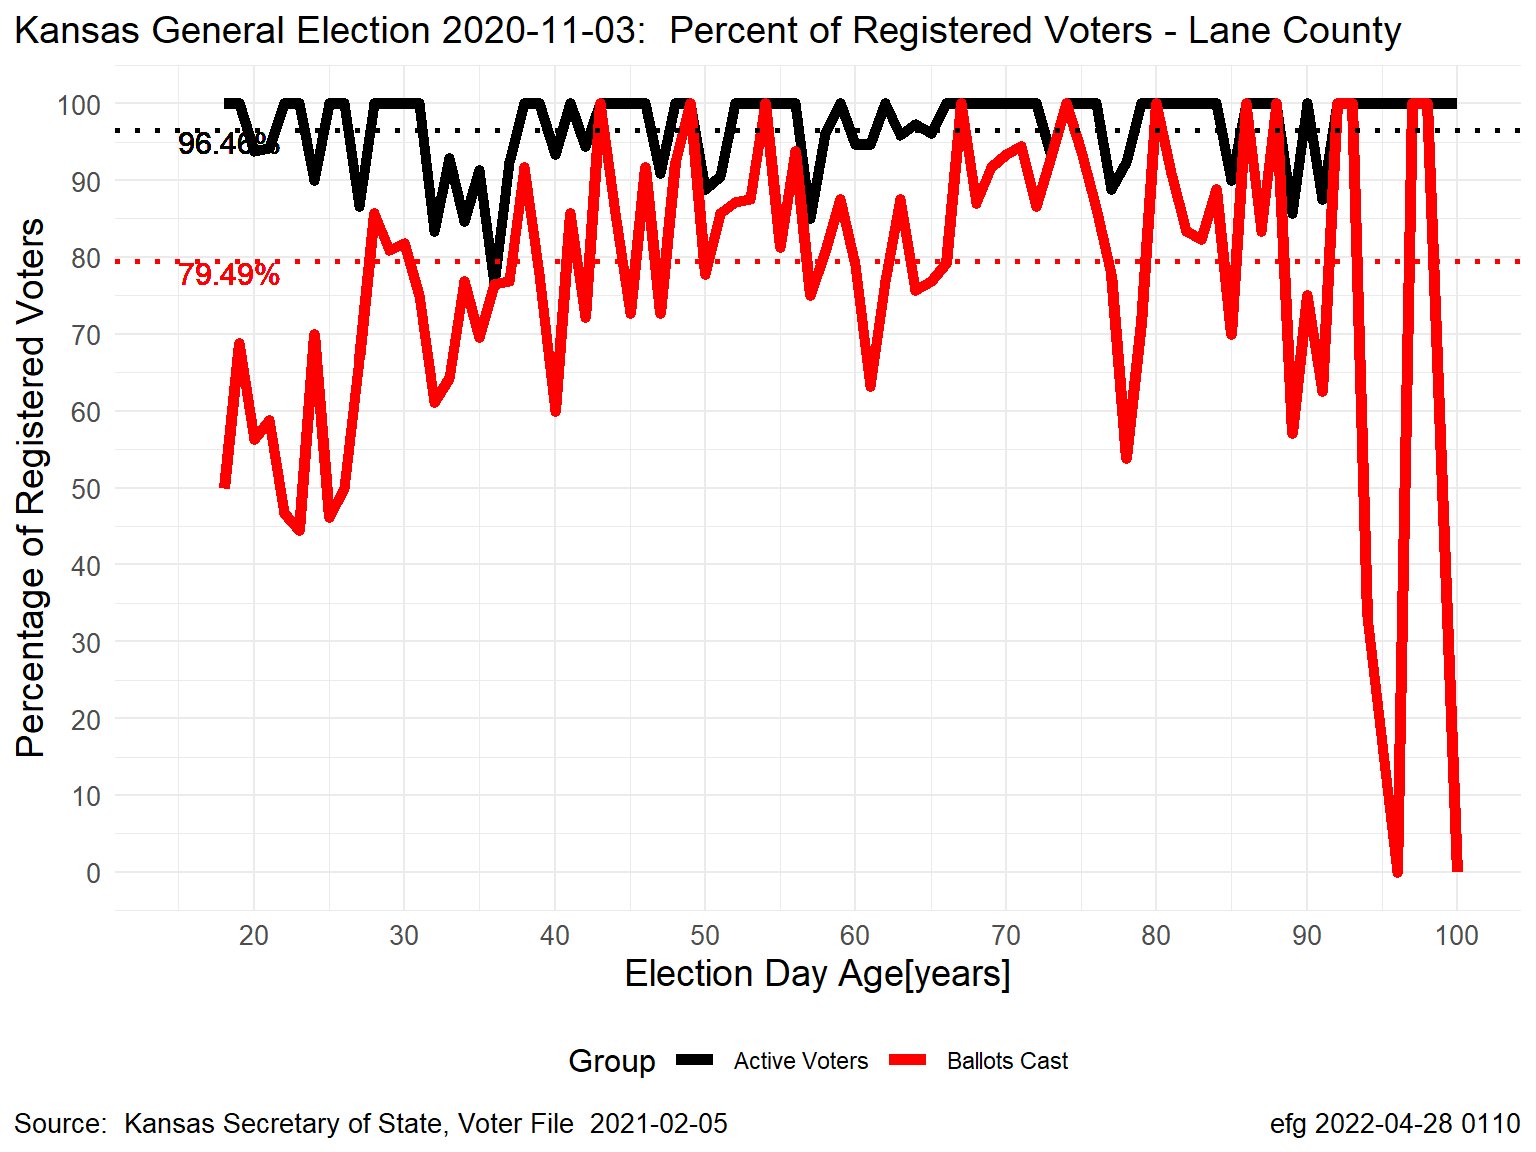 Kansas General Election 2020-11-03:  Percent of Registered Voters - Lane County
Percentage of Registered Voters
100
90
80
70
60
50
40
30
20
10
0
96.46%
79.49%
20 30 40 50 60 70 80 90 100
Election Day Age[years]
Group Active Voters Ballots Cast
Source:  Kansas Secretary of State, Voter File  2021-02-05
efg 2022-04-28 0110